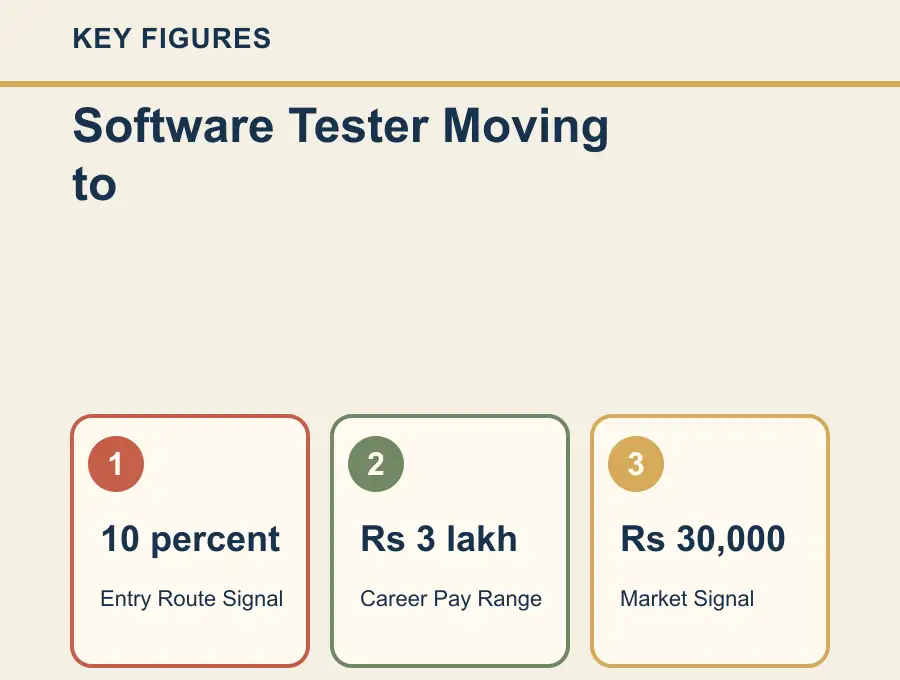 KEY FIGURES
Software Tester Moving
to
1
10 percent
Entry Route Signal
2
Rs 3 lakh
Career Pay Range
3
Rs 30,000
Market Signal